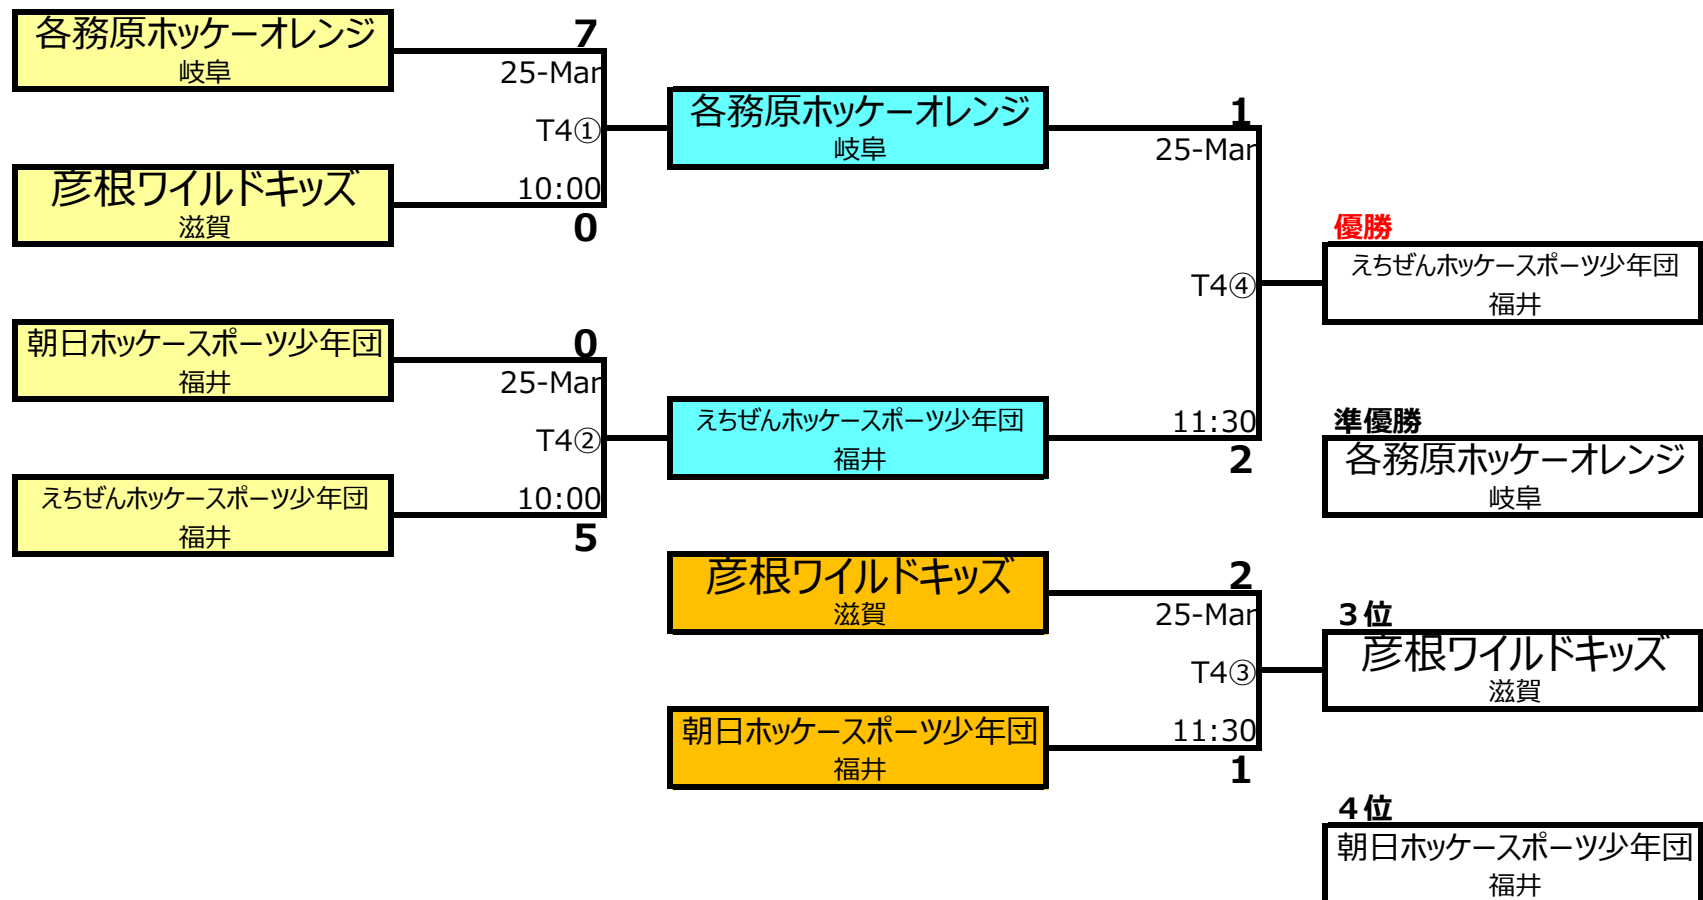 各務原ホッケーオレンジ
岐阜
7
25-Mar
T4①
10:00
0
彦根ワイルドキッズ
滋賀
朝日ホッケースポーツ少年団
福井
0
25-Mar
T4②
10:00
5
えちぜんホッケースポーツ少年団
福井
各務原ホッケーオレンジ
岐阜
1
25-Mar
T4④
11:30
2
えちぜんホッケースポーツ少年団
福井
彦根ワイルドキッズ
滋賀
2
25-Mar
T4③
11:30
1
朝日ホッケースポーツ少年団
福井
優勝
えちぜんホッケースポーツ少年団
福井
準優勝
各務原ホッケーオレンジ
岐阜
３位
彦根ワイルドキッズ
滋賀
４位
朝日ホッケースポーツ少年団
福井